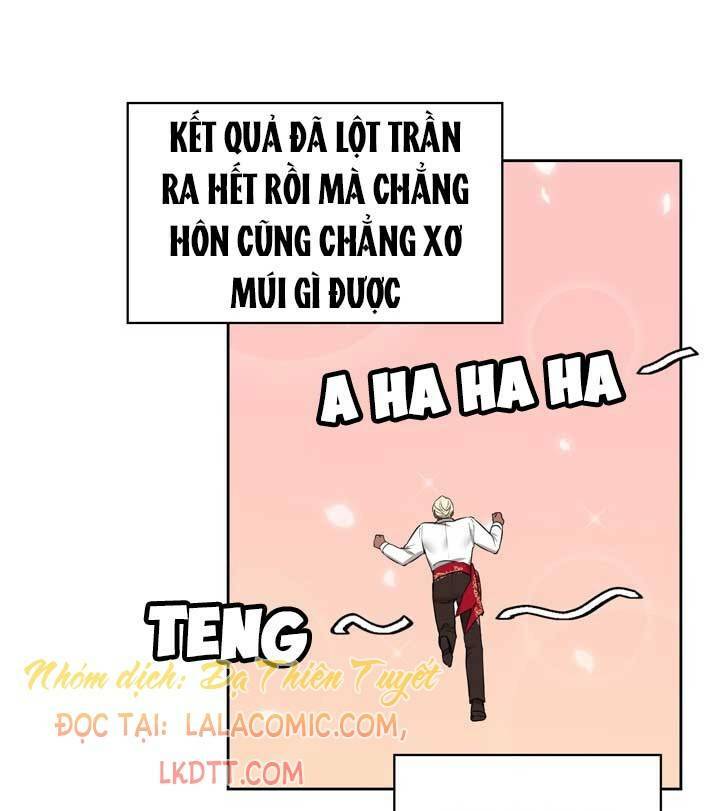 KẾT QUẢ ĐÃ LỘT TRẦN
RA HẾT RỒI MÀ CHẲNG
HÔN CŨNG CHẲNG XƠ
MÚI GÌ ĐƯỢC
A HA HA HA
TENG
Nhóm dịch: Dạ Thiên Tuyết
ĐỌC TẠI: LALACOMIC.COM,
LKDTT.COM